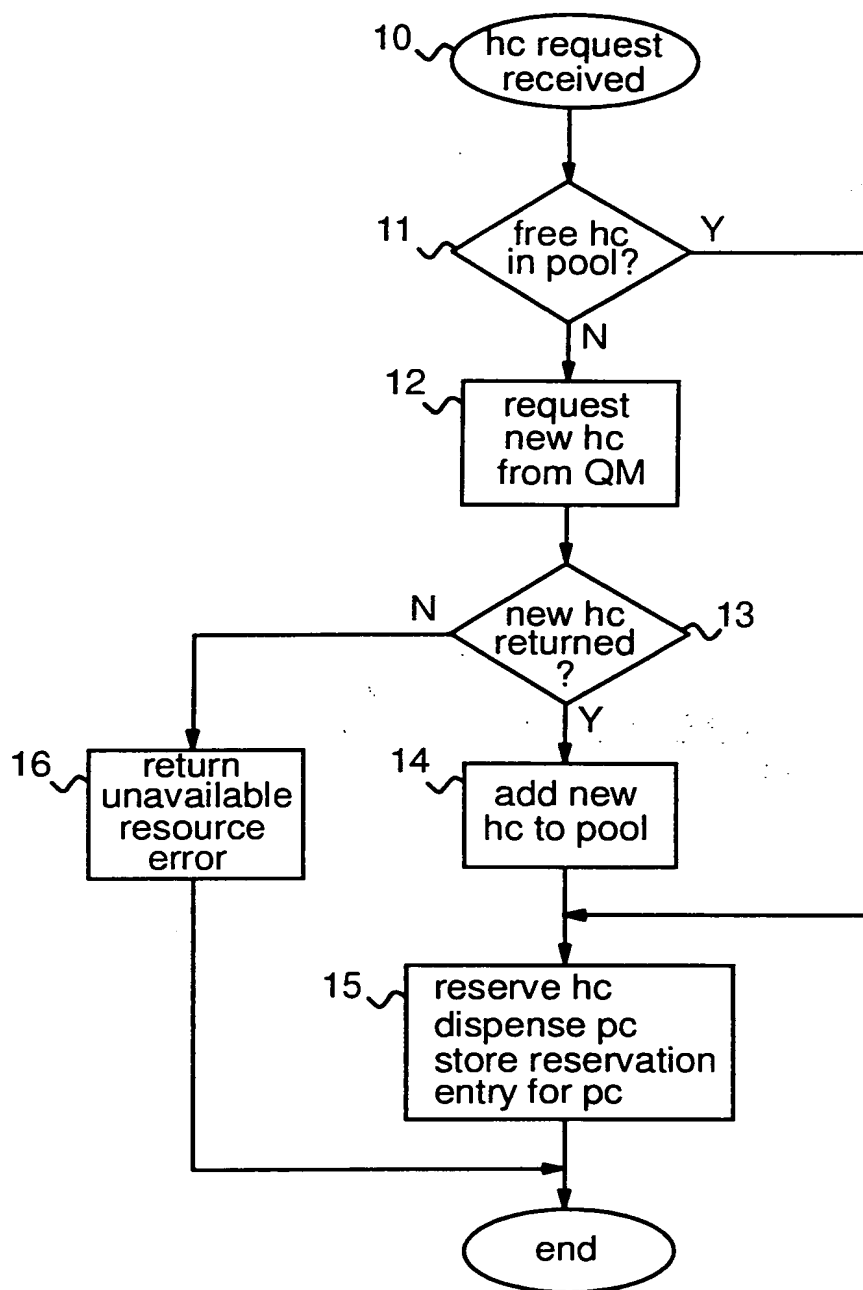 10
hc request
received
11
free hc
in pool?
Y
N
12
request
new hc
from QM
N
new hc
returned
?
13
Y
16
return
unavailable
resource
error
14
add new
hc to pool
15
reserve hc
dispense pc
store reservation
entry for pc
end